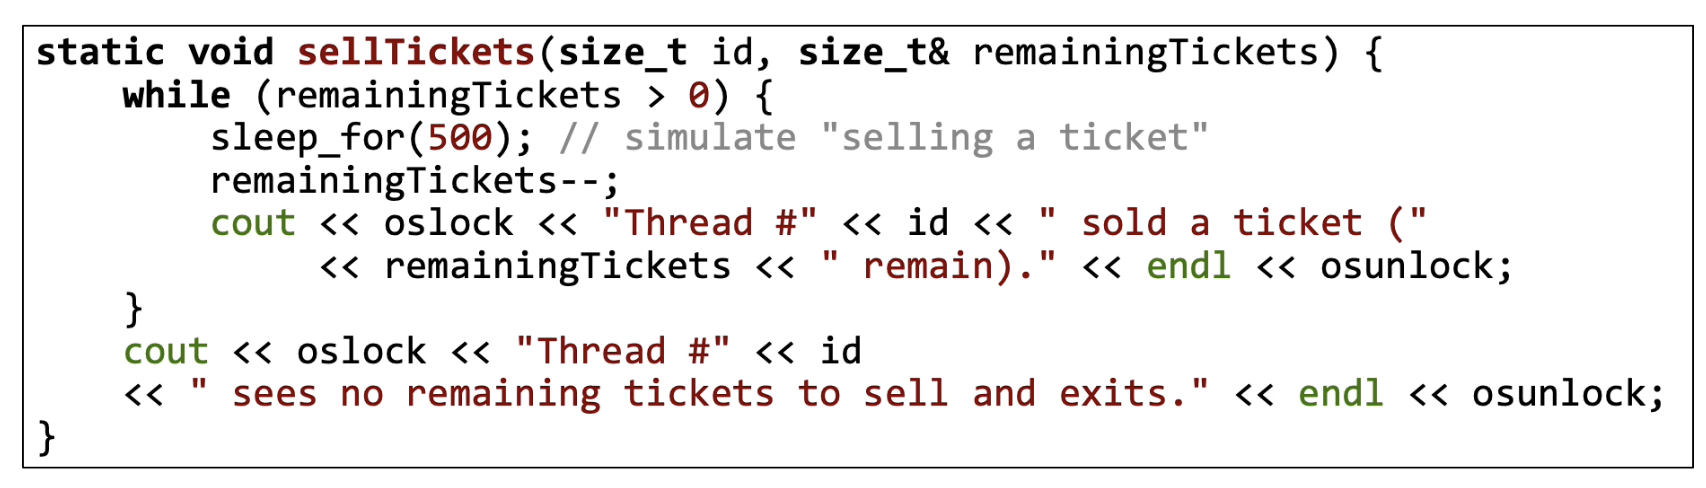 static void sellTickets(size_t id, size_t& remainingTickets) {
    while (remainingTickets > 0) {
        sleep_for(500); // simulate "selling a ticket"
        remainingTickets--;
        cout << oslock << "Thread #" << id << " sold a ticket ("
             << remainingTickets << " remain)." << endl << osunlock;
    }
    cout << oslock << "Thread #" << id
    << " sees no remaining tickets to sell and exits." << endl << osunlock;
}